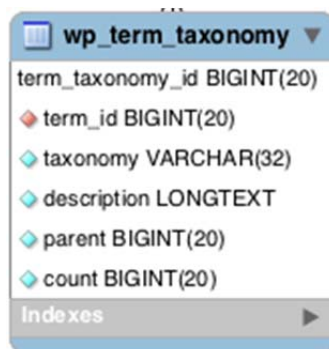 wp_term_taxonomy
term_taxonomy_id BIGINT(20)
term_id BIGINT(20)
taxonomy VARCHAR(32)
description LONGTEXT
parent BIGINT(20)
count BIGINT(20)
Indexes